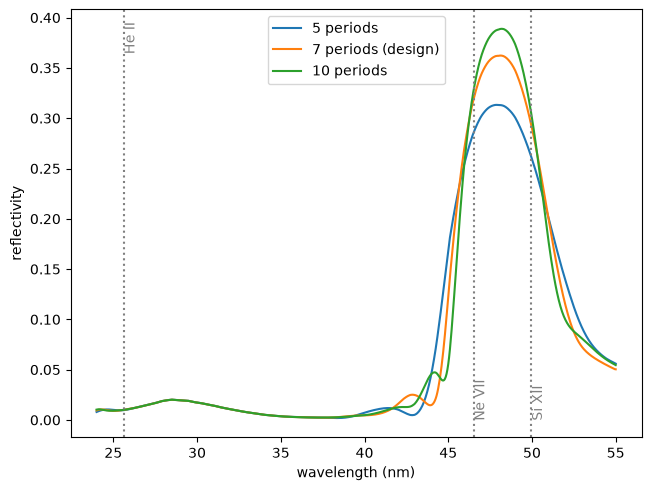 5 periods
7 periods (design)
10 periods
He II
Ne VII
Si XII
reflectivity
0.40
0.35
0.30
0.25
0.20
0.15
0.10
0.05
0.00
25
30
35
40
45
50
55
wavelength (nm)